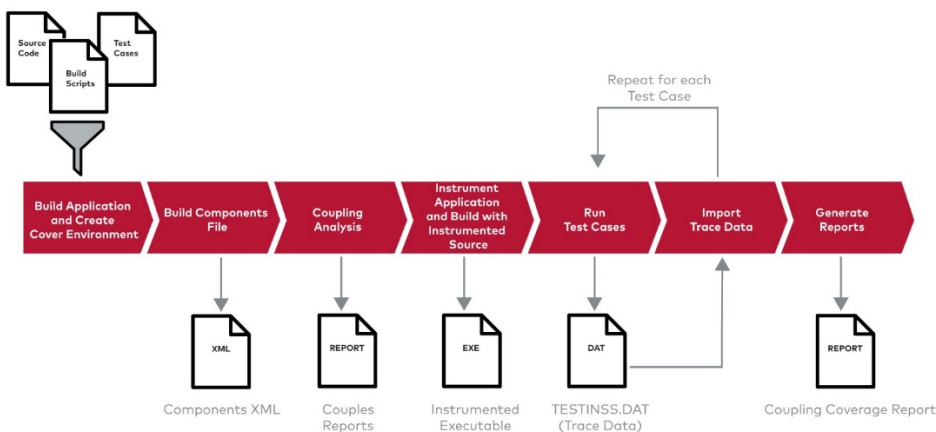 Source
Code
Test
Cases
Build
Scripts
Repeat for each
Test Case
Build Application
and Create
Cover Environment
Build Components
File
Coupling
Analysis
Instrument
Application
and Build with
Instrumented
Source
Run
Test Cases
Import
Trace Data
Generate
Reports
XML
REPORT
EXE
DAT
REPORT
Components XML
Couples
Reports
Instrumented
Executable
TESTINSS.DAT
(Trace Data)
Coupling Coverage Report